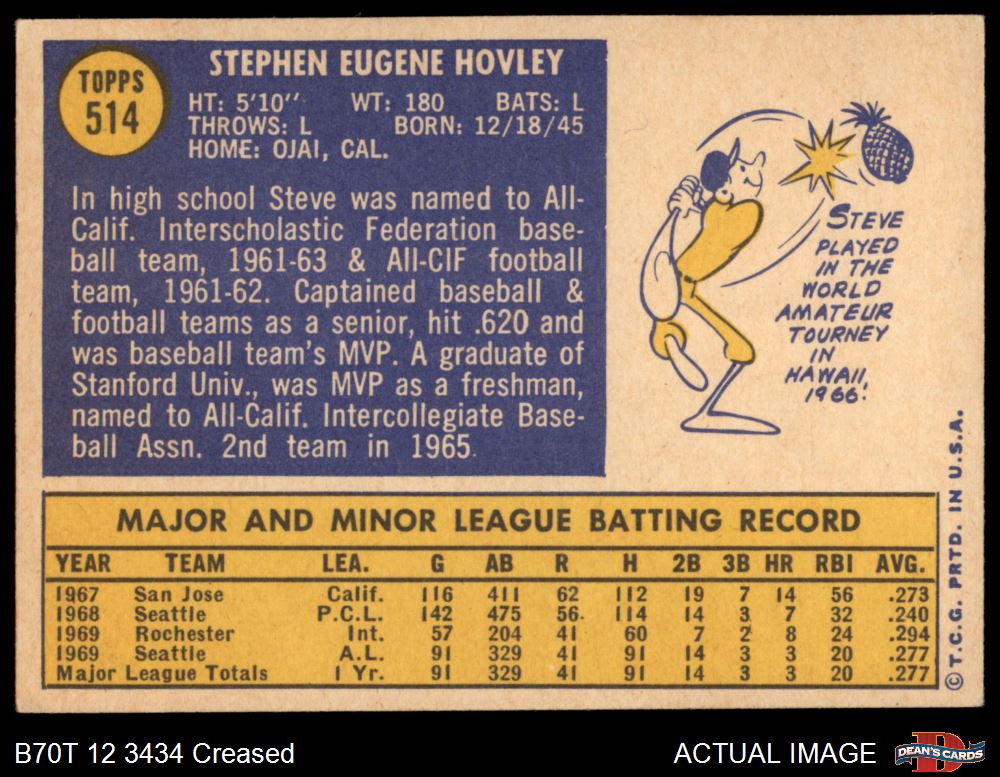 TOPPS
514
STEPHEN EUGENE HOVLEY
HT: 5'10" WT: 180 BATS: L
THROWS: L BORN: 12/18/45
HOME: OJAI, CAL.
In high school Steve was named to All-
Calif. Interscholastic Federation base-
ball team, 1961-63 & All-CIF football
team, 1961-62. Captained baseball &
football teams as a senior, hit .620 and
was baseball team's MVP. A graduate of
Stanford Univ., was MVP as a freshman,
named to All-Calif. Intercollegiate Base-
ball Assn. 2nd team in 1965.
STEVE
PLAYED
IN THE
WORLD
AMATEUR
TOURNEY
IN
HAWAII,
1966.
MAJOR AND MINOR LEAGUE BATTING RECORD
YEAR TEAM LEA. G AB R H 2B 3B HR RBI AVG.
1967 San Jose Calif. 116 411 62 112 19 7 14 56 .273
1968 Seattle P.C.L. 142 475 56 114 14 3 7 32 .240
1969 Rochester Int. 57 204 41 60 7 2 8 24 .294
1969 Seattle A.L. 91 329 41 91 14 3 3 20 .277
Major League Totals 1 Yr. 91 329 41 91 14 3 3 20 .277
©T.C.G. PRTD. IN U.S.A.
B70T 12 3434 Creased
ACTUAL IMAGE
DEAN'S CARDS